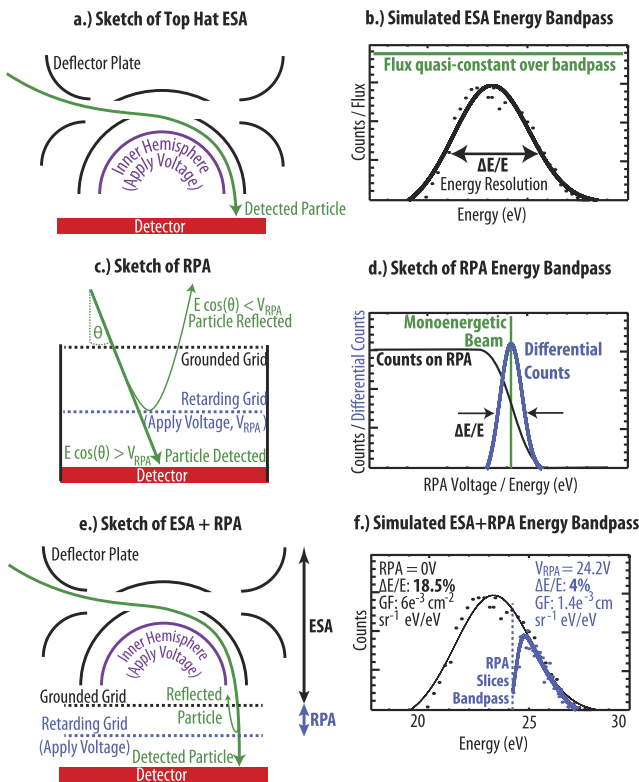 a.) Sketch of Top Hat ESA
Deflector Plate
Inner Hemisphere
(Apply Voltage)
Detected Particle
Detector
b.) Simulated ESA Energy Bandpass
Flux quasi-constant over bandpass
Counts / Flux
ΔE/E
Energy Resolution
Energy (eV)
c.) Sketch of RPA
E cos(θ) < V_RPA
Particle Reflected
θ
Grounded Grid
Retarding Grid
(Apply Voltage, V_RPA)
E cos(θ) > V_RPA Particle Detected
Detector
d.) Sketch of RPA Energy Bandpass
Monoenergetic
Beam
Counts on RPA
Differential
Counts
ΔE/E
Counts / Differential Counts
RPA Voltage / Energy (eV)
e.) Sketch of ESA + RPA
Deflector Plate
Inner Hemisphere
(Apply Voltage)
ESA
Grounded Grid
Reflected
Particle
RPA
Retarding Grid
(Apply Voltage)
Detected Particle
Detector
f.) Simulated ESA+RPA Energy Bandpass
RPA = 0V
ΔE/E: 18.5%
GF: 6e⁻³ cm⁻²
sr⁻¹ eV/eV
V_RPA = 24.2V
ΔE/E: 4%
GF: 1.4e⁻³ cm
sr⁻¹ eV/eV
Counts
RPA
Slices
Bandpass
20 25 30
Energy (eV)